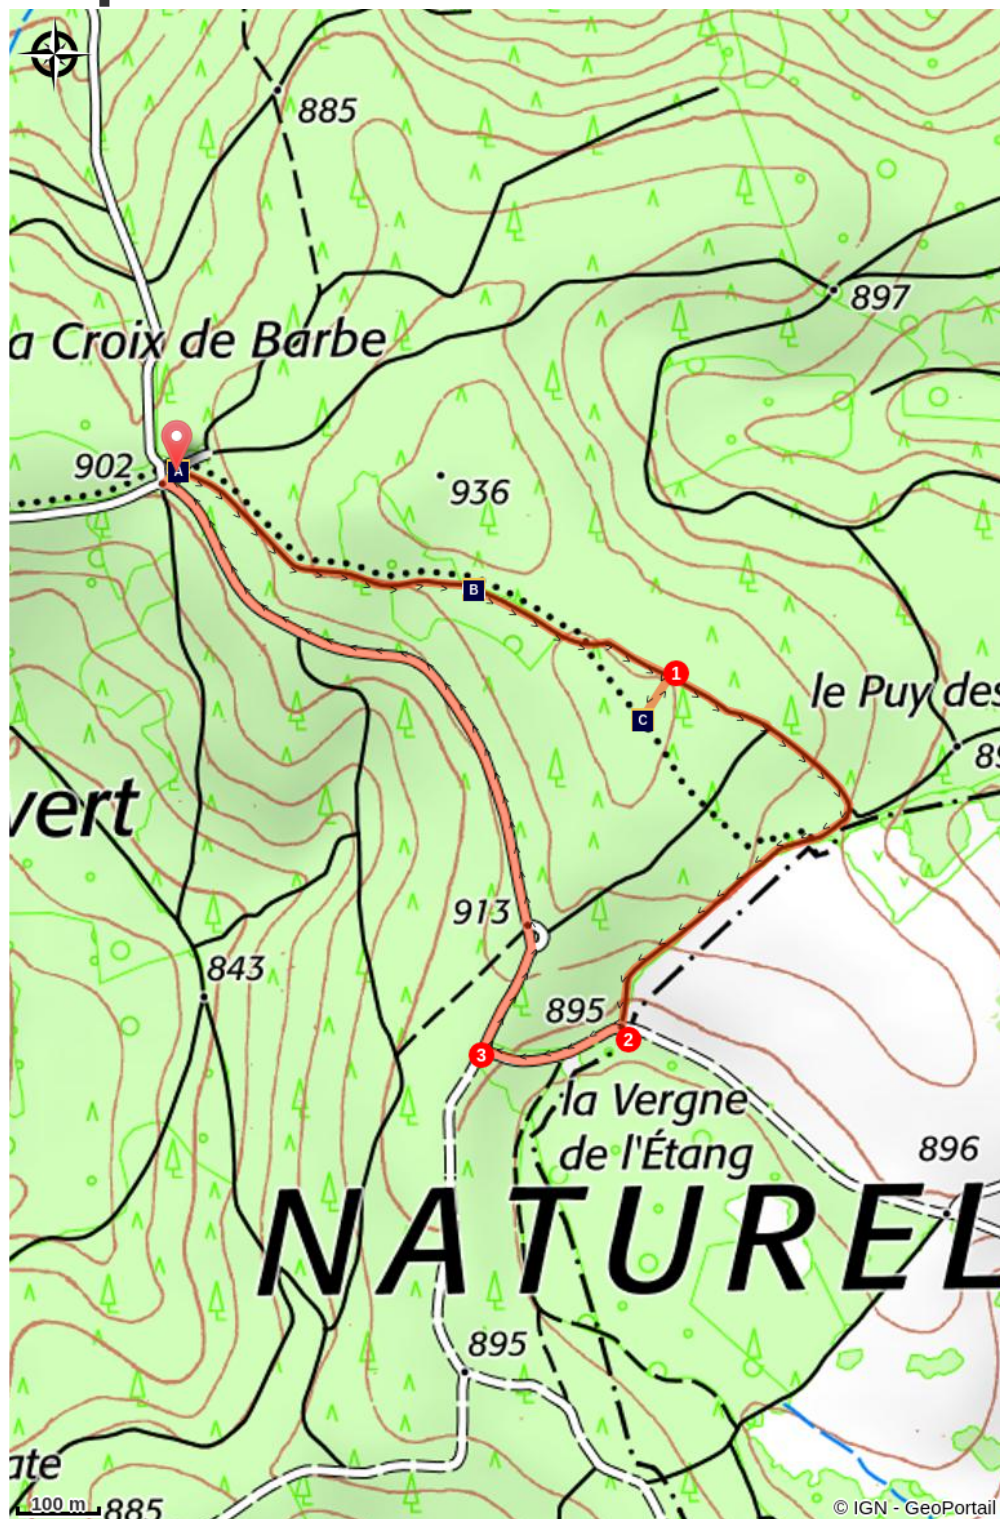 885
897
a Croix de Barbe
902
A
936
B
1
le Puy des
C
89
vert
913
843
895
2
3
la Vergne
de l'Étang
896
NATUREL
895
ate
100 m
885
© IGN - GeoPortail